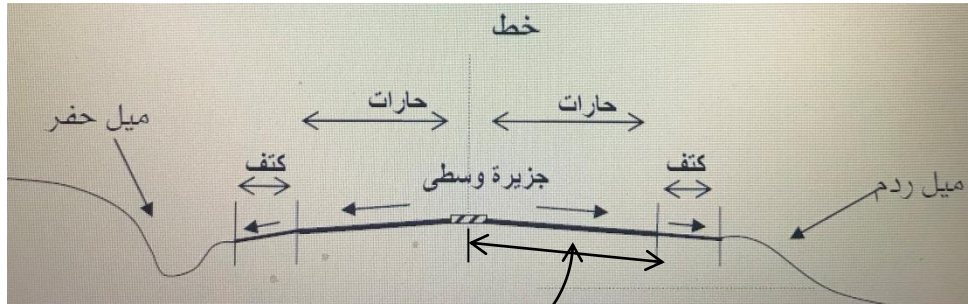 خط
حارات
حارات
ميل حفر
كتف
كتف
جزيرة وسطى
ميل ردم